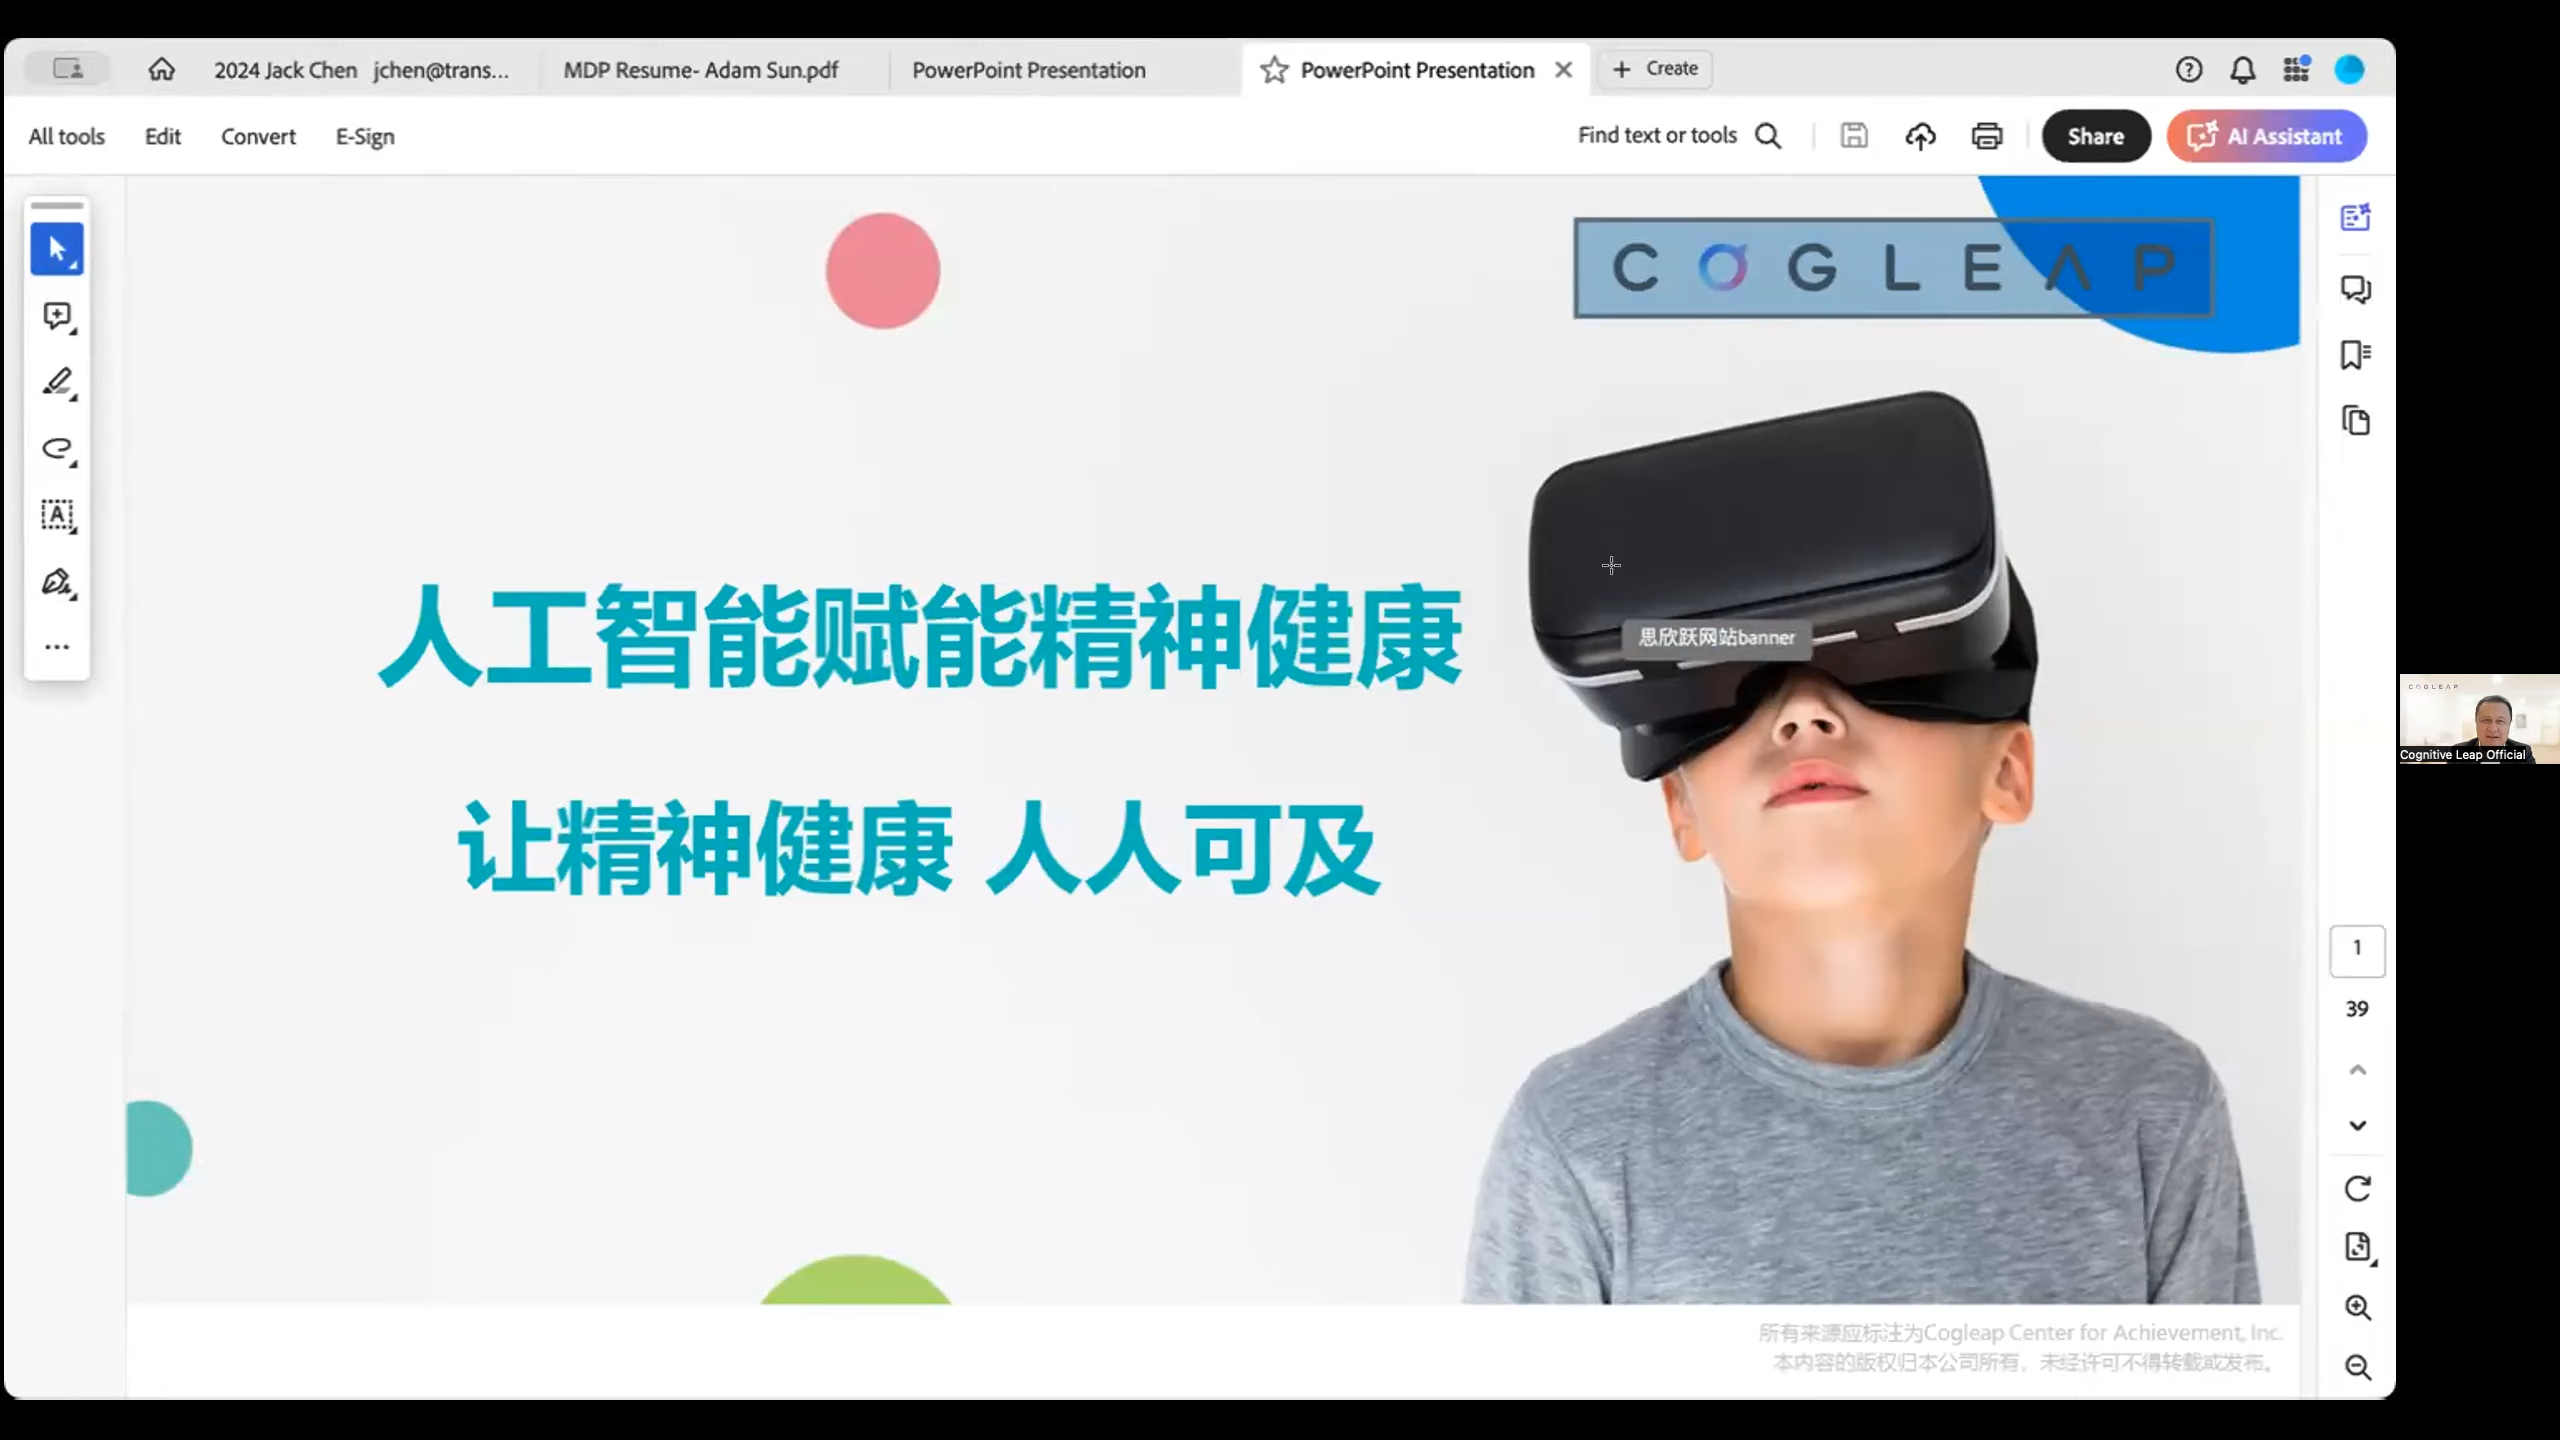 2024 Jack Chen jchen@trans...
MDP Resume- Adam Sun.pdf
PowerPoint Presentation
PowerPoint Presentation
Create
All tools
Edit
Convert
E-Sign
Find text or tools
Share
AI Assistant
COGLEAP
人工智能赋能精神健康
思欣跃网站banner
让精神健康 人人可及
COGLEAP
Cognitive Leap Official
1
39
所有来源应标注为Cogleap Center for Achievement, Inc.
本内容的版权归本公司所有，未经许可不得转载或发布。